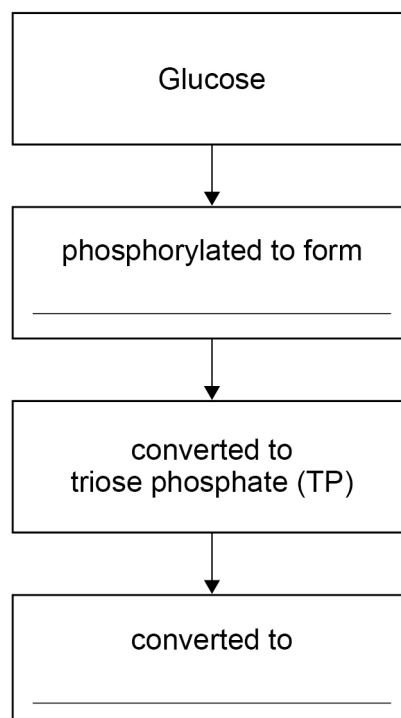 Glucose
phosphorylated to form
converted to
triose phosphate (TP)
converted to